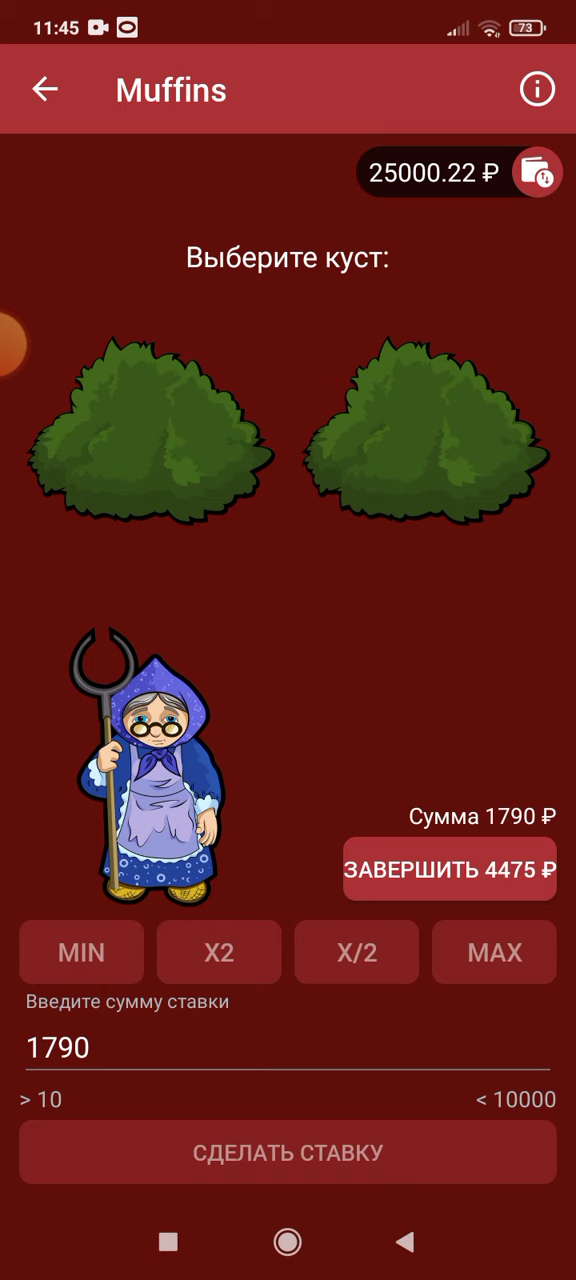 11:45
73
Muffins
25000.22 ₽
Выберите куст:
Сумма 1790 ₽
ЗАВЕРШИТЬ 4475 ₽
MIN X2 X/2 MAX
Введите сумму ставки
1790
> 10 < 10000
СДЕЛАТЬ СТАВКУ